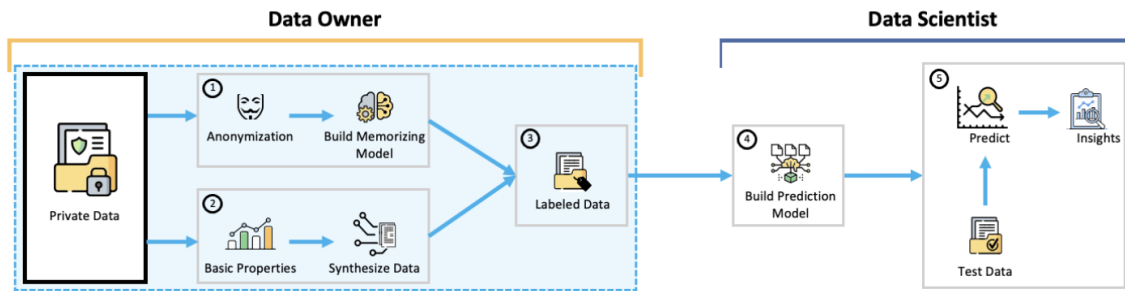 Data Owner
Data Scientist
Private Data
1
Anonymization
Build Memorizing
Model
2
Basic Properties
Synthesize Data
3
Labeled Data
4
Build Prediction
Model
5
Predict
Insights
Test Data